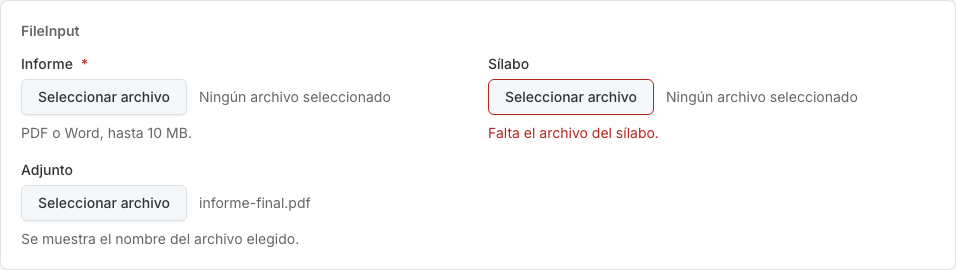 FileInput
Informe *
Seleccionar archivo Ningún archivo seleccionado
PDF o Word, hasta 10 MB.
Sílabo
Seleccionar archivo Ningún archivo seleccionado
Falta el archivo del sílabo.
Adjunto
Seleccionar archivo informe-final.pdf
Se muestra el nombre del archivo elegido.